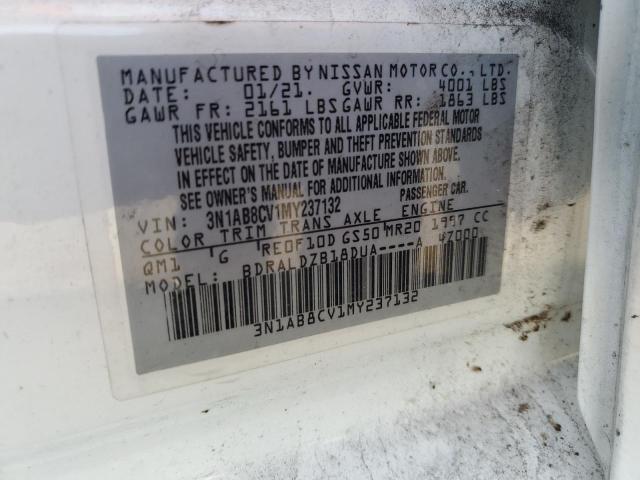 MANUFACTURED BY NISSAN MOTOR CO., LTD.
DATE: 01/21. GVWR: 4001 LBS
GAWR FR: 2161 LBS GAWR RR: 1863 LBS
THIS VEHICLE CONFORMS TO ALL APPLICABLE FEDERAL MOTOR
VEHICLE SAFETY, BUMPER AND THEFT PREVENTION STANDARDS
IN EFFECT ON THE DATE OF MANUFACTURE SHOWN ABOVE.
SEE OWNER'S MANUAL FOR ADDITIONAL INFORMATION.
VIN: 3N1AB8CV1MY237132 PASSENGER CAR.
COLOR TRIM TRANS AXLE ENGINE
QM1 G RE0F10D GS50 MR20 1997 CC
MODEL: BDRALDZB18DUA----A 47000
3N1AB8CV1MY237132